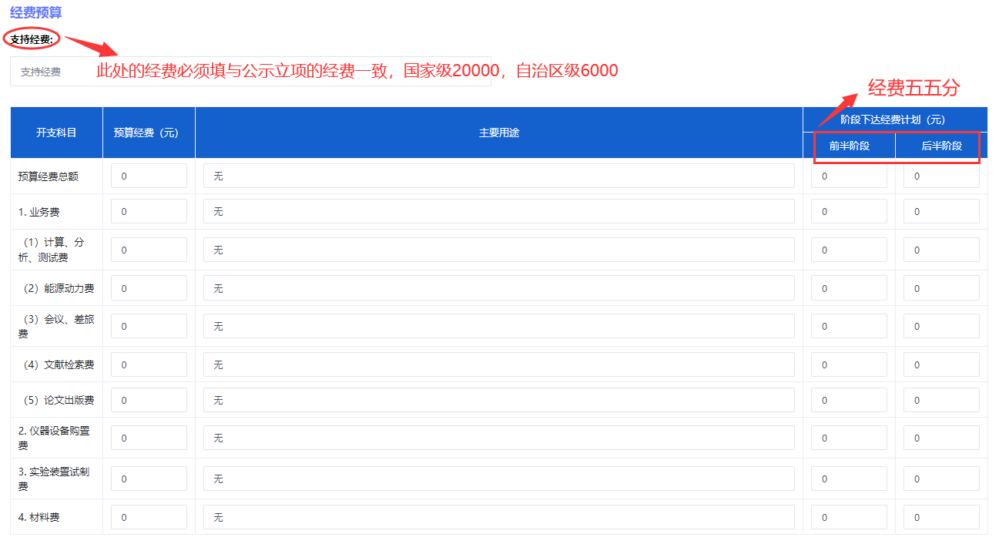 经费预算
支持经费:
支持经费
此处的经费必须填与公示立项的经费一致，国家级20000，自治区级6000
经费五五分
开支科目 预算经费（元） 主要用途 阶段下达经费计划（元）
前半阶段 后半阶段
预算经费总额 0 无 0 0
1. 业务费 0 无 0 0
（1）计算、分
析、测试费 0 无 0 0
（2）能源动力费 0 无 0 0
（3）会议、差旅
费 0 无 0 0
（4）文献检索费 0 无 0 0
（5）论文出版费 0 无 0 0
2. 仪器设备购置
费 0 无 0 0
3. 实验装置试制
费 0 无 0 0
4. 材料费 0 无 0 0